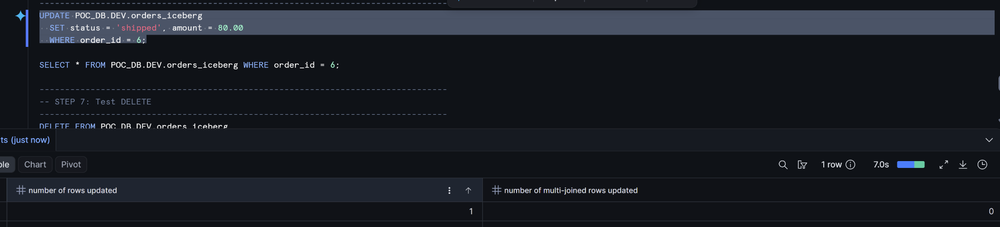 --------------------------------------------------------------------------------
UPDATE POC_DB.DEV.orders_iceberg
SET status = 'shipped', amount = 80.00
WHERE order_id = 6;
SELECT * FROM POC_DB.DEV.orders_iceberg WHERE order_id = 6;
--------------------------------------------------------------------------------
-- STEP 7: Test DELETE
--------------------------------------------------------------------------------
DELETE FROM POC_DB.DEV.orders_iceberg
ts (just now)
ble Chart Pivot 1 row 7.0s
number of rows updated number of multi-joined rows updated
1 0